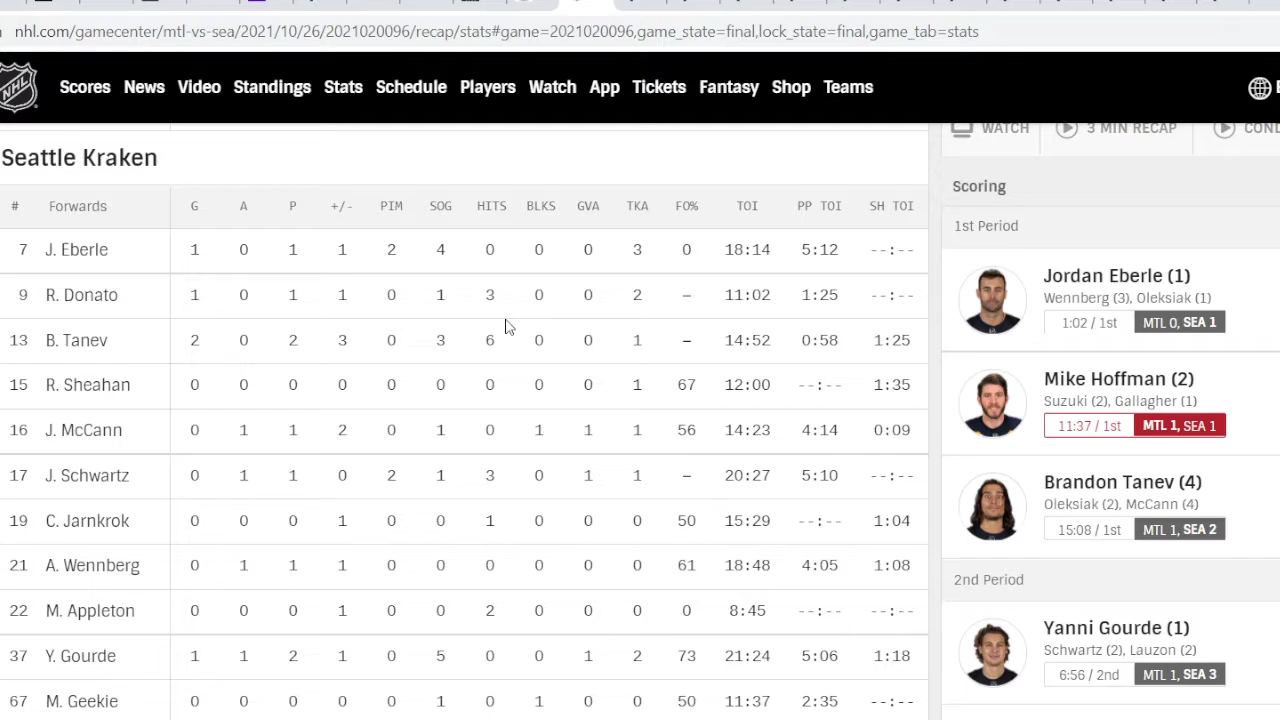 nhl.com/gamecenter/mtl-vs-sea/2021/10/26/2021020096/recap/stats#game=2021020096,game_state=final,lock_state=final,game_tab=stats
NHL Scores News Video Standings Stats Schedule Players Watch App Tickets Fantasy Shop Teams
WATCH 3 MIN RECAP
Seattle Kraken
# Forwards G A P +/- PIM SOG HITS BLKS GVA TKA FO% TOI PP TOI SH TOI
7 J. Eberle 1 0 1 1 2 4 0 0 0 3 0 18:14 5:12 --:--
9 R. Donato 1 0 1 1 0 1 3 0 0 2 – 11:02 1:25 --:--
13 B. Tanev 2 0 2 3 0 3 6 0 0 1 – 14:52 0:58 1:25
15 R. Sheahan 0 0 0 0 0 0 0 0 0 1 67 12:00 --:-- 1:35
16 J. McCann 0 1 1 2 0 1 0 1 1 1 56 14:23 4:14 0:09
17 J. Schwartz 0 1 1 0 2 1 3 0 1 1 – 20:27 5:10 --:--
19 C. Jarnkrok 0 0 0 1 0 0 1 0 0 0 50 15:29 --:-- 1:04
21 A. Wennberg 0 1 1 1 0 0 0 0 0 0 61 18:48 4:05 1:08
22 M. Appleton 0 0 0 1 0 0 2 0 0 0 0 8:45 --:-- --:--
37 Y. Gourde 1 1 2 1 0 5 0 0 1 2 73 21:24 5:06 1:18
67 M. Geekie 0 0 0 0 0 1 0 1 0 0 50 11:37 2:35 --:--
Scoring
1st Period
Jordan Eberle (1)
Wennberg (3), Oleksiak (1)
1:02 / 1st MTL 0, SEA 1
Mike Hoffman (2)
Suzuki (2), Gallagher (1)
11:37 / 1st MTL 1, SEA 1
Brandon Tanev (4)
Oleksiak (2), McCann (4)
15:08 / 1st MTL 1, SEA 2
2nd Period
Yanni Gourde (1)
Schwartz (2), Lauzon (2)
6:56 / 2nd MTL 1, SEA 3